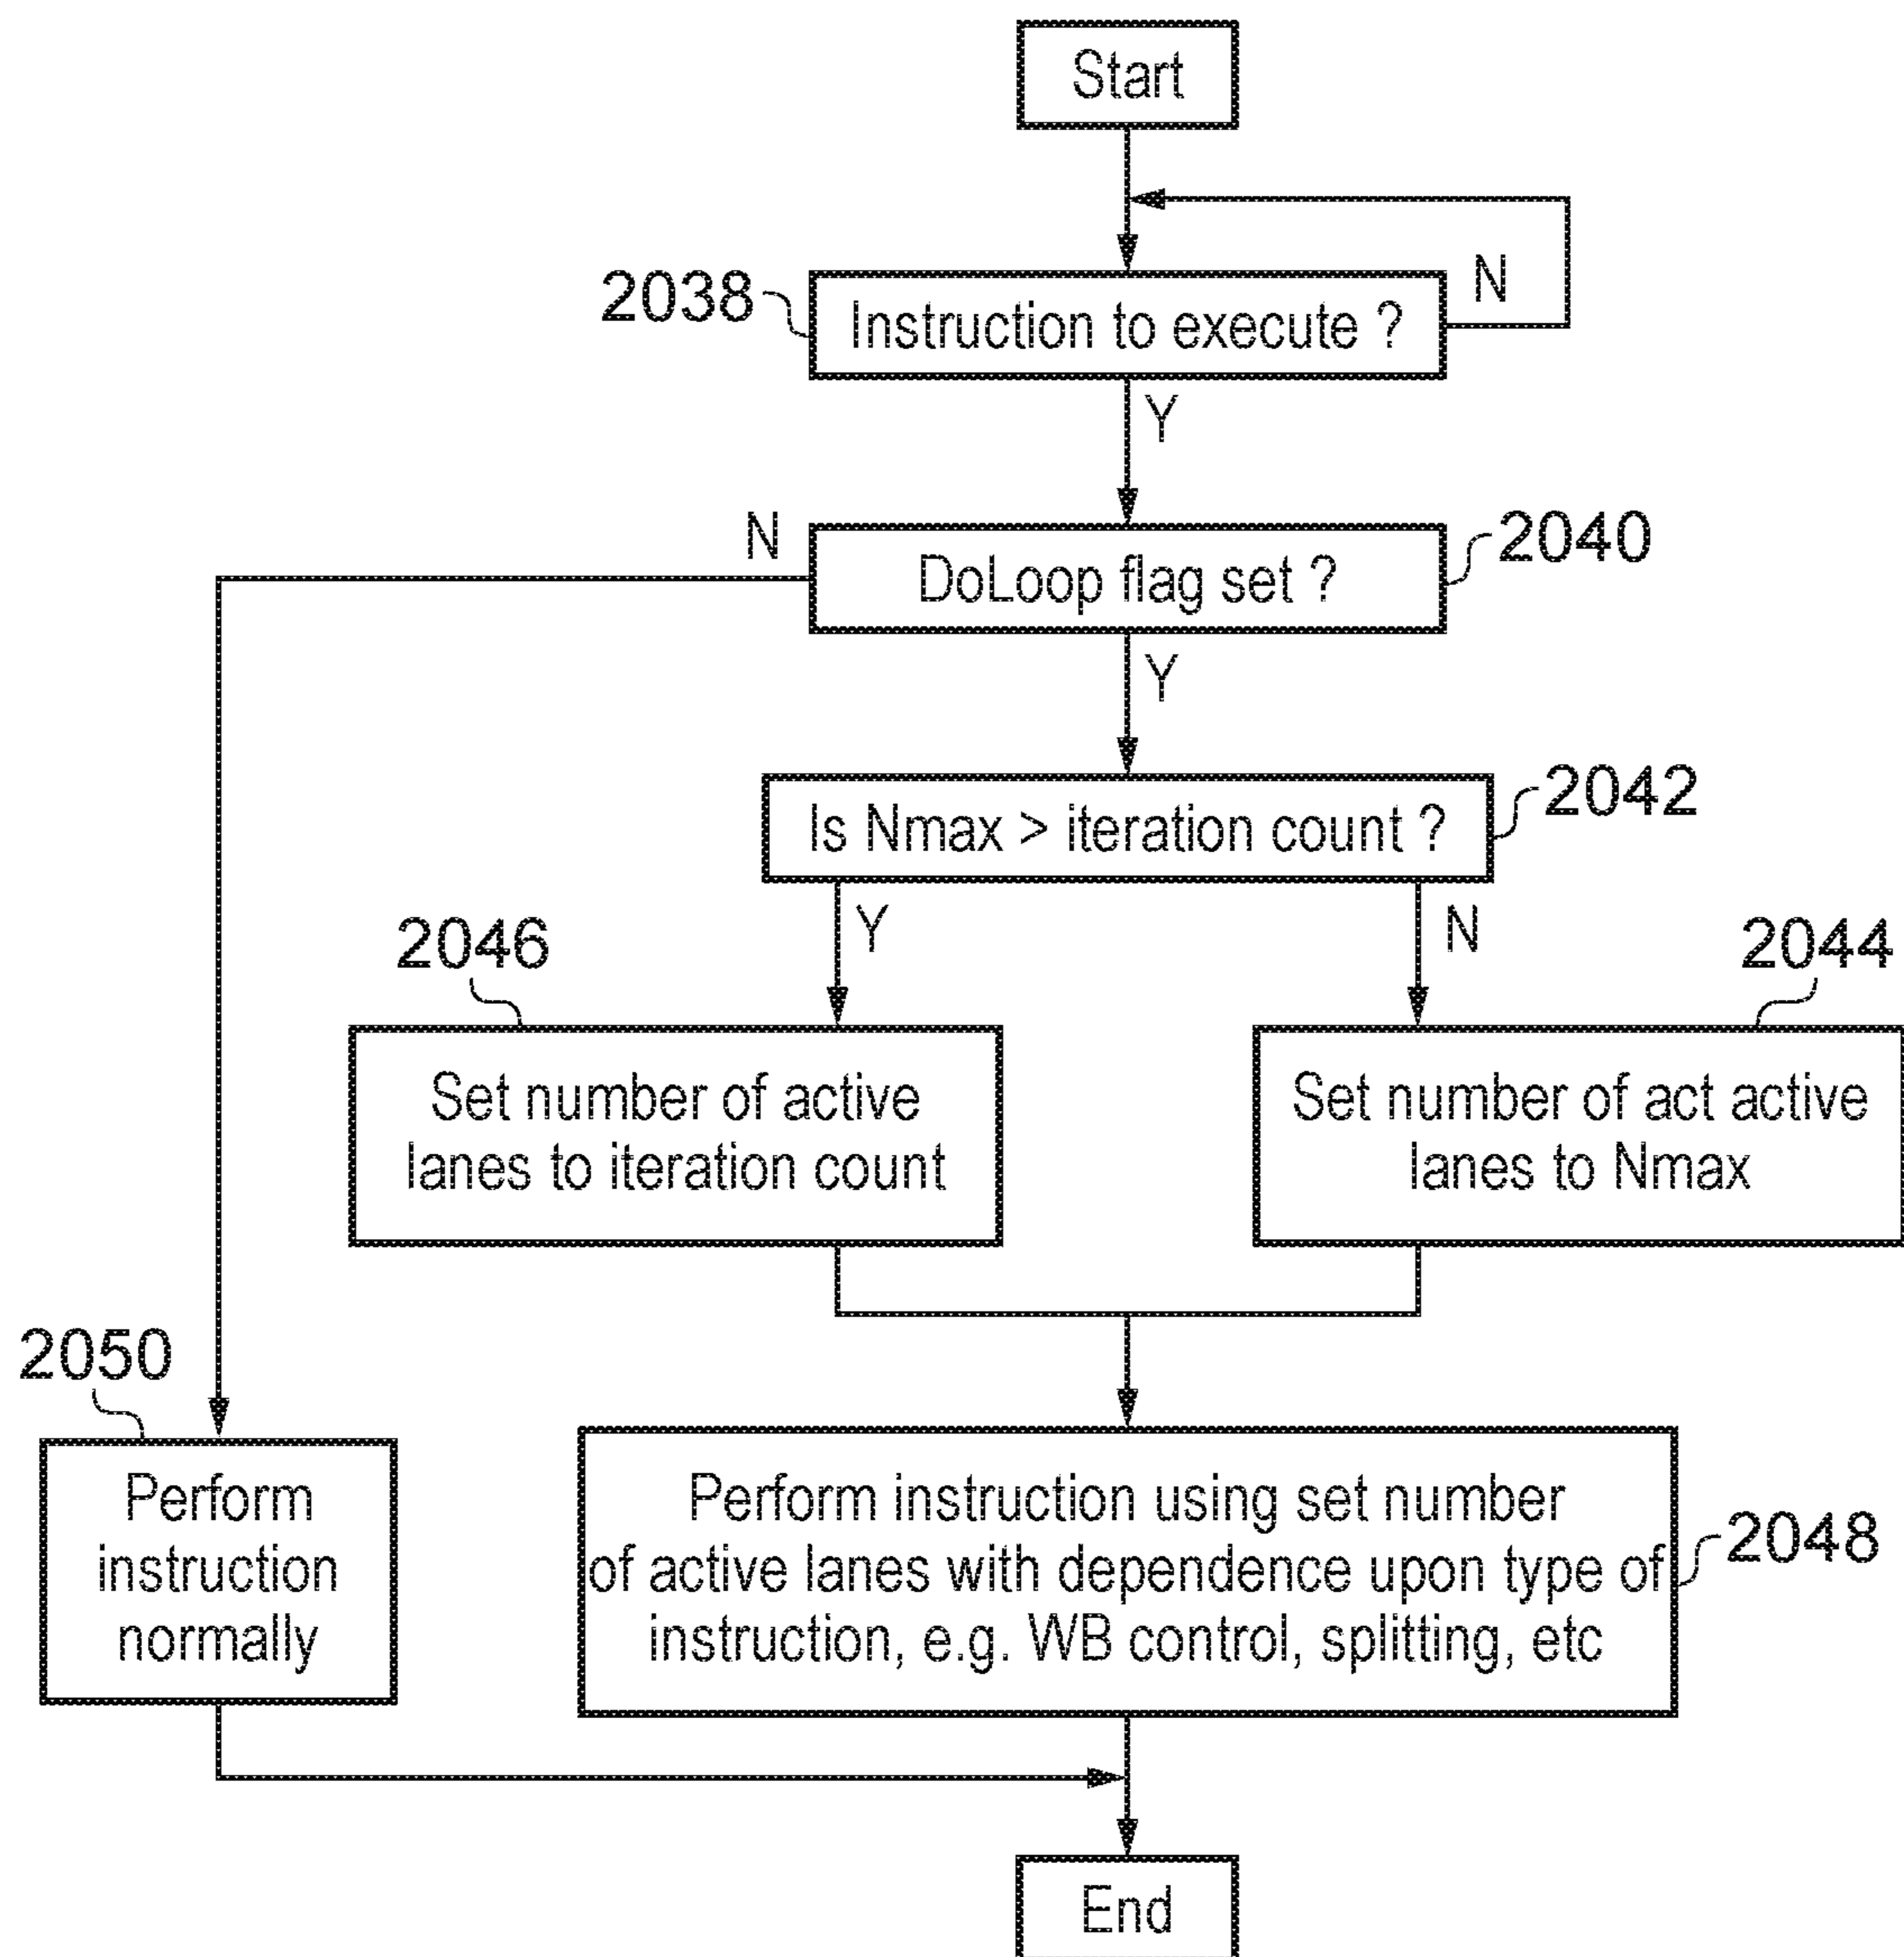 Start
2038
Instruction to execute ?
N
Y
N
DoLoop flag set ?
2040
Y
Is Nmax > iteration count ?
2042
Y
N
2046
2044
Set number of active
lanes to iteration count
Set number of act active
lanes to Nmax
2050
Perform
instruction
normally
Perform instruction using set number
of active lanes with dependence upon type of
instruction, e.g. WB control, splitting, etc
2048
End